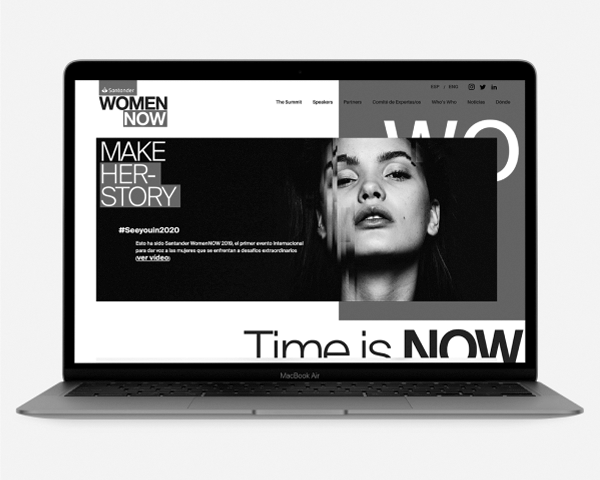 Santander
WOMEN
NOW
ESP / ENG
The Summit Speakers Partners Comité de Expertos/as Who's Who Noticias Dónde
WO
MAKE
HER-
STORY
#Seeyouin2020
Esto ha sido Santander WomenNOW 2019, el primer evento internacional
para dar voz a las mujeres que se enfrentan a desafíos extraordinarios
(ver vídeo)
Time is NOW
MacBook Air